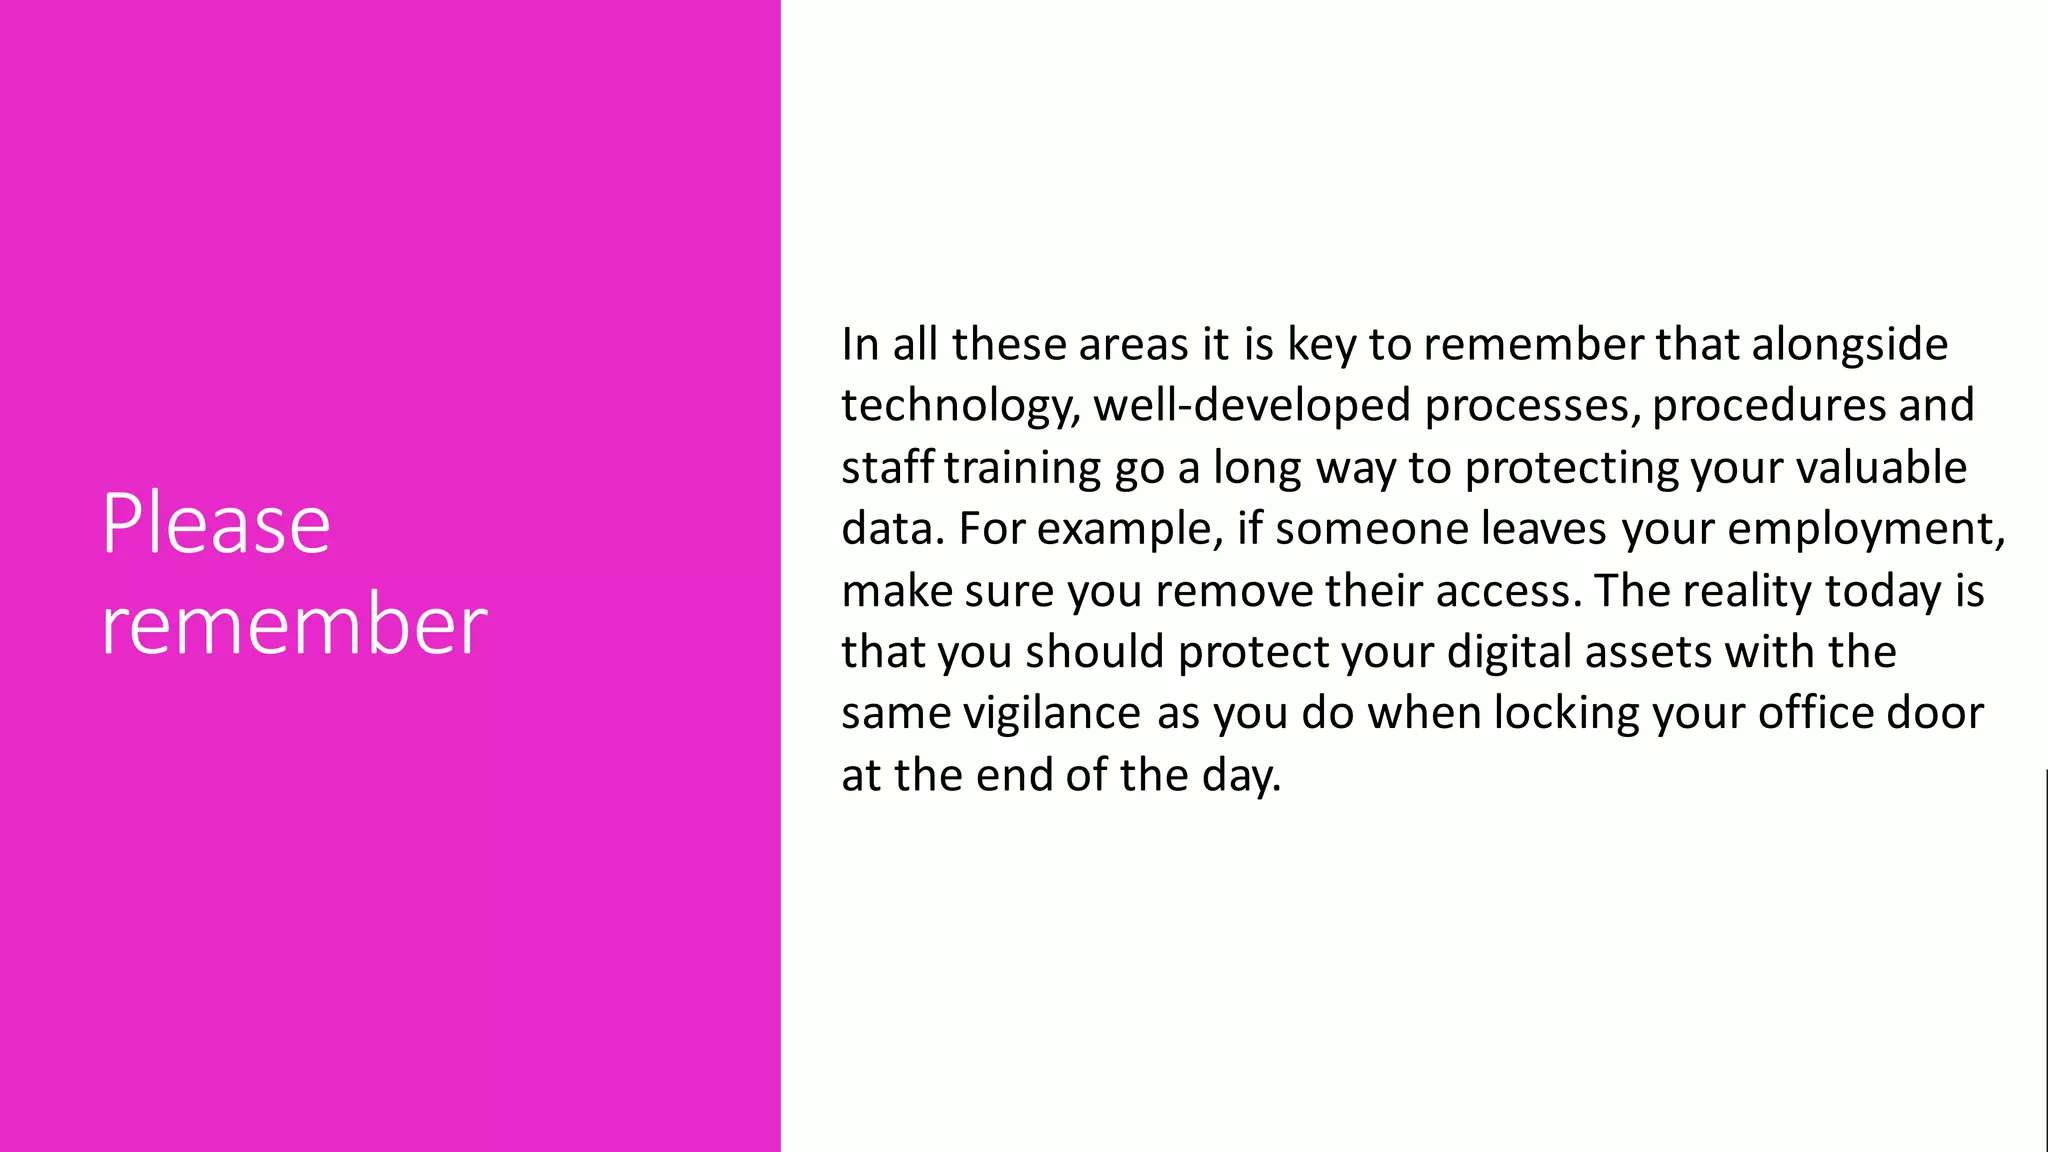 Please
remember
In all these areas it is key to remember that alongside
technology, well-developed processes, procedures and
staff training go a long way to protecting your valuable
data. For example, if someone leaves your employment,
make sure you remove their access. The reality today is
that you should protect your digital assets with the
same vigilance as you do when locking your office door
at the end of the day.